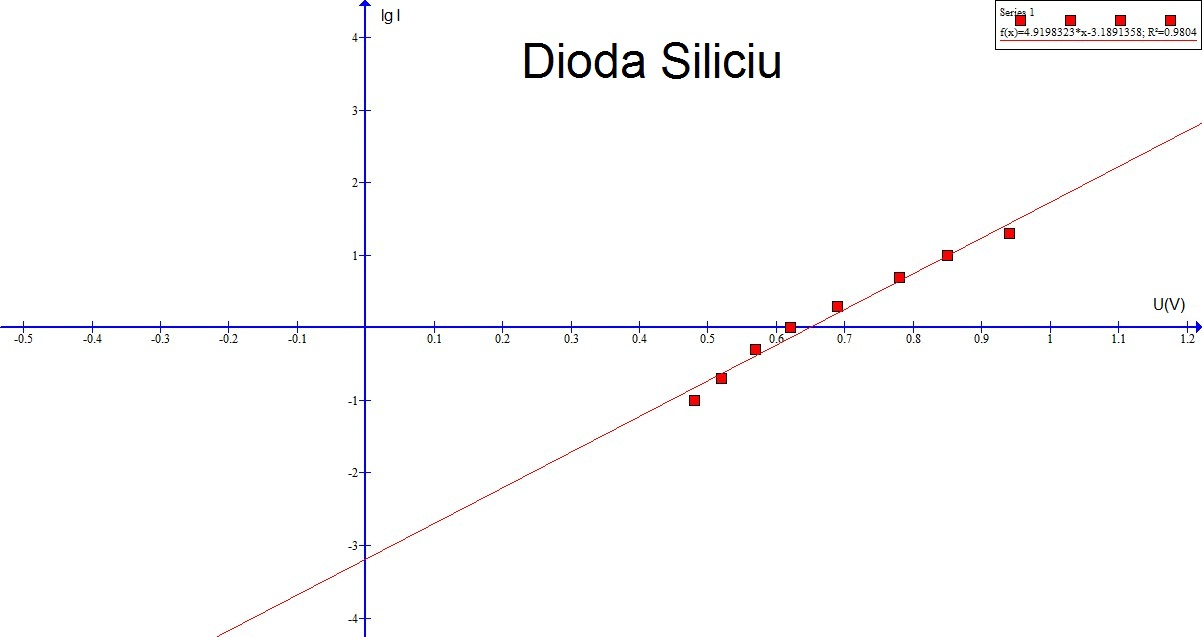 lg I
Series 1
f(x)=4.9198323*x-3.1891358; R²=0.9804
Dioda Siliciu
4
3
2
1
U(V)
-0.5 -0.4 -0.3 -0.2 -0.1 0.1 0.2 0.3 0.4 0.5 0.6 0.7 0.8 0.9 1 1.1 1.2
-1
-2
-3
-4